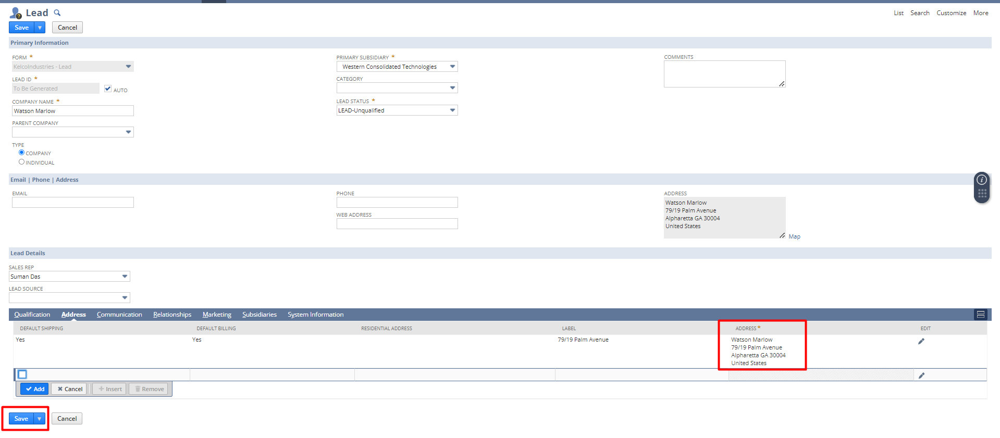 Lead
List Search Customize More
Save Cancel
Primary Information
FORM *
KelcoIndustries - Lead
LEAD ID *
To Be Generated
AUTO
COMPANY NAME *
Watson Marlow
PARENT COMPANY
TYPE
COMPANY
INDIVIDUAL
PRIMARY SUBSIDIARY *
Western Consolidated Technologies
CATEGORY
LEAD STATUS *
LEAD-Unqualified
COMMENTS
Email | Phone | Address
EMAIL
PHONE
WEB ADDRESS
ADDRESS
Watson Marlow
79/19 Palm Avenue
Alpharetta GA 30004
United States
Map
Lead Details
SALES REP
Suman Das
LEAD SOURCE
Qualification Address Communication Relationships Marketing Subsidiaries System Information
DEFAULT SHIPPING DEFAULT BILLING RESIDENTIAL ADDRESS LABEL ADDRESS * EDIT
Yes Yes 79/19 Palm Avenue Watson Marlow
79/19 Palm Avenue
Alpharetta GA 30004
United States
Add Cancel Insert Remove
Save Cancel